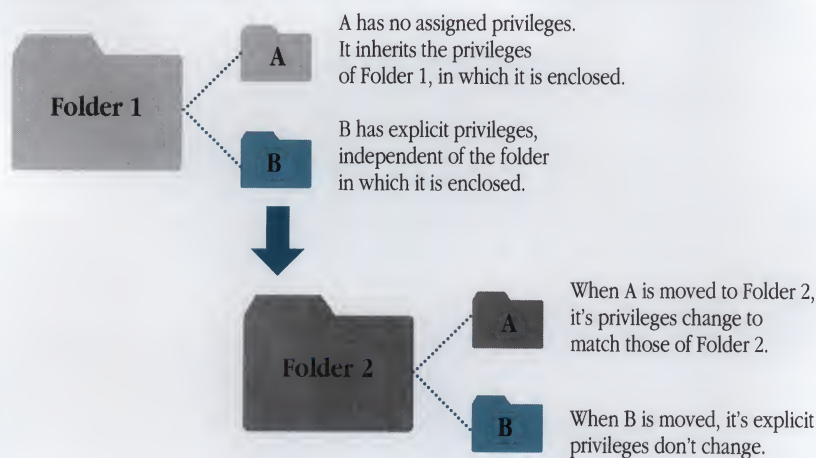 A has no assigned privileges.
It inherits the privileges
of Folder 1, in which it is enclosed.
A
Folder 1
B has explicit privileges,
independent of the folder
in which it is enclosed.
B
When A is moved to Folder 2,
it's privileges change to
match those of Folder 2.
A
Folder 2
When B is moved, it's explicit
privileges don't change.
B